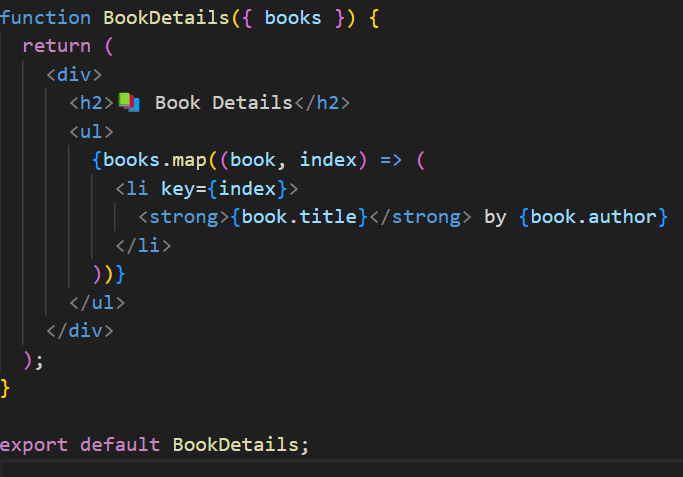 function BookDetails({ books }) {
  return (
    <div>
      <h2>📚 Book Details</h2>
      <ul>
        {books.map((book, index) => (
          <li key={index}>
            <strong>{book.title}</strong> by {book.author}
          </li>
        ))}
      </ul>
    </div>
  );
}

export default BookDetails;